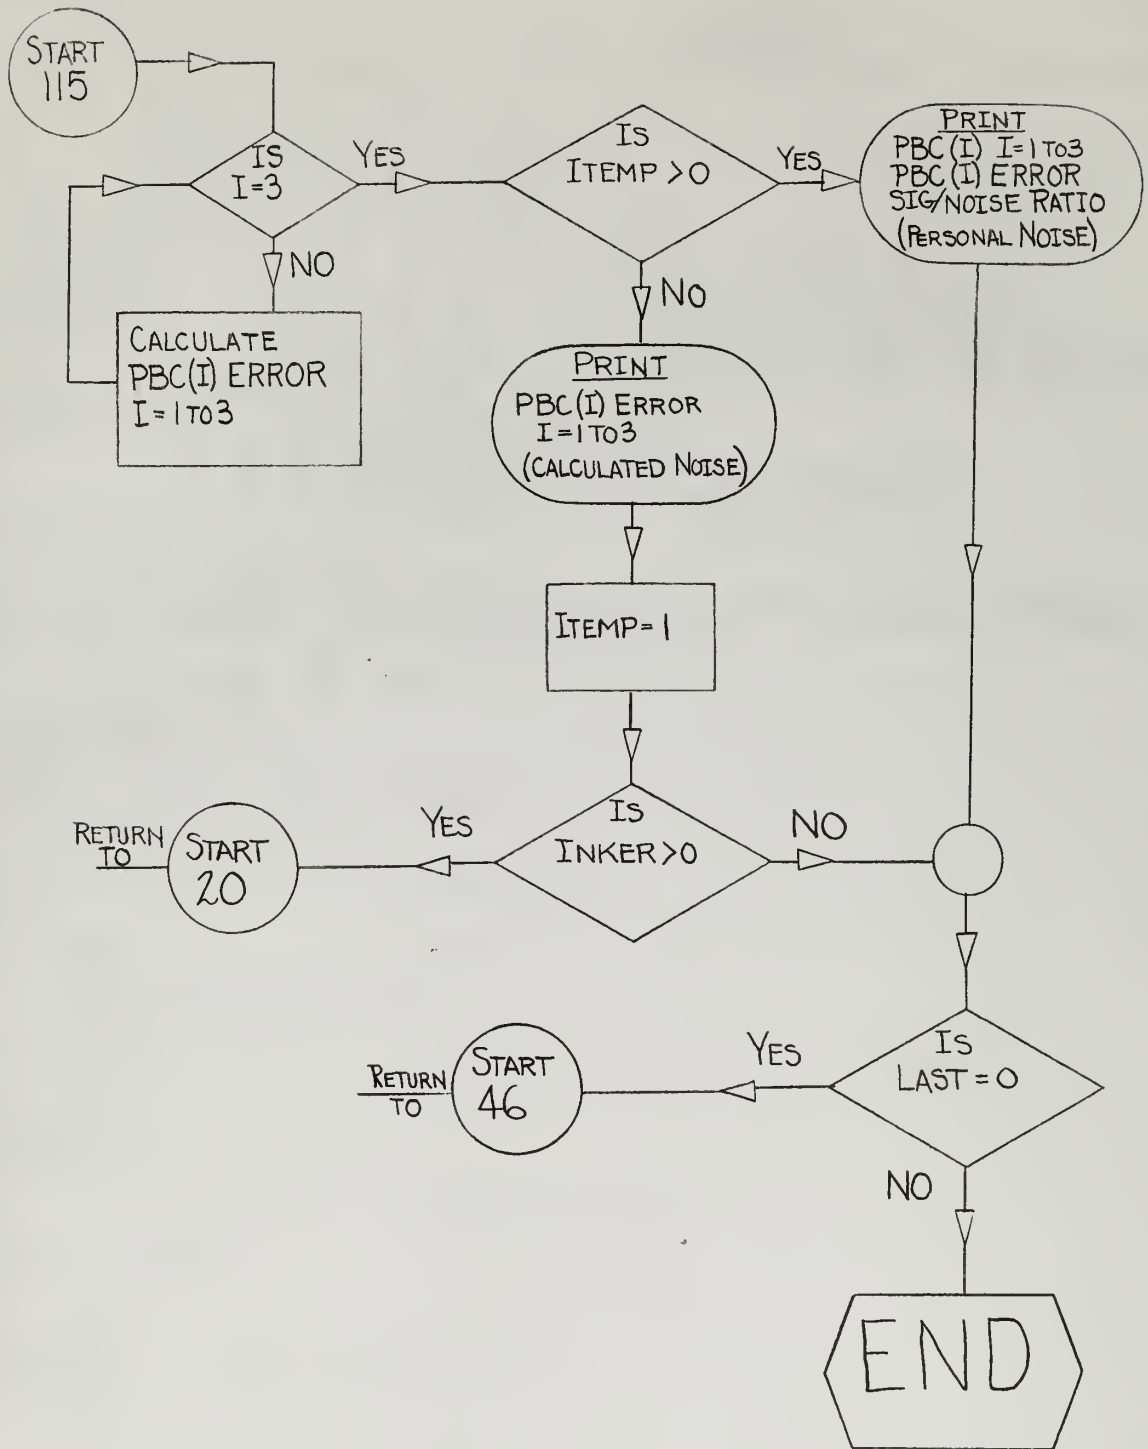 START
115
IS
I=3
YES
NO
CALCULATE
PBC(I) ERROR
I=1 TO 3
IS
ITEMP>0
YES
NO
PRINT
PBC(I) I=1 TO 3
PBC(I) ERROR
SIG/NOISE RATIO
(PERSONAL NOISE)
PRINT
PBC(I) ERROR
I=1 TO 3
(CALCULATED NOISE)
ITEMP=1
IS
INKER>0
YES
NO
RETURN
TO
START
20
IS
LAST=0
YES
NO
RETURN
TO
START
46
END